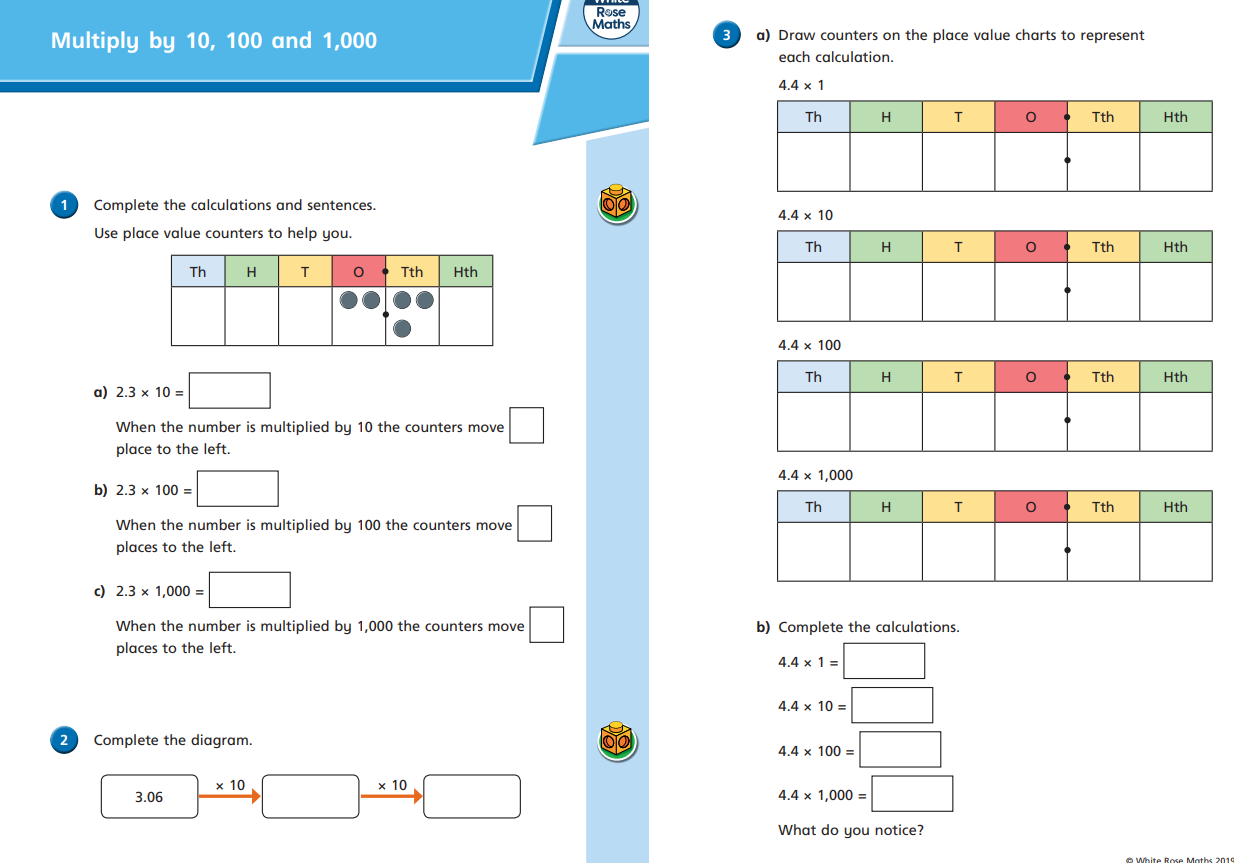 Multiply by 10, 100 and 1,000
White
Rose
Maths
1 Complete the calculations and sentences.
Use place value counters to help you.
Th H T O Tth Hth
a) 2.3 × 10 =
When the number is multiplied by 10 the counters move
place to the left.
b) 2.3 × 100 =
When the number is multiplied by 100 the counters move
places to the left.
c) 2.3 × 1,000 =
When the number is multiplied by 1,000 the counters move
places to the left.
2 Complete the diagram.
× 10 × 10
3.06
3 a) Draw counters on the place value charts to represent
each calculation.
4.4 × 1
Th H T O Tth Hth
4.4 × 10
Th H T O Tth Hth
4.4 × 100
Th H T O Tth Hth
4.4 × 1,000
Th H T O Tth Hth
b) Complete the calculations.
4.4 × 1 =
4.4 × 10 =
4.4 × 100 =
4.4 × 1,000 =
What do you notice?
© White Rose Maths 2019